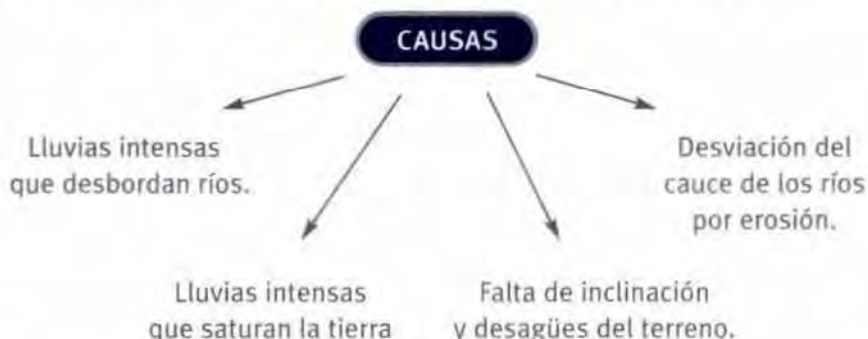 CAUSAS
Lluvias intensas
que desbordan ríos.
Desviación del
cauce de los ríos
por erosión.
Lluvias intensas
que saturan la tierra
Falta de inclinación
y desagües del terreno.